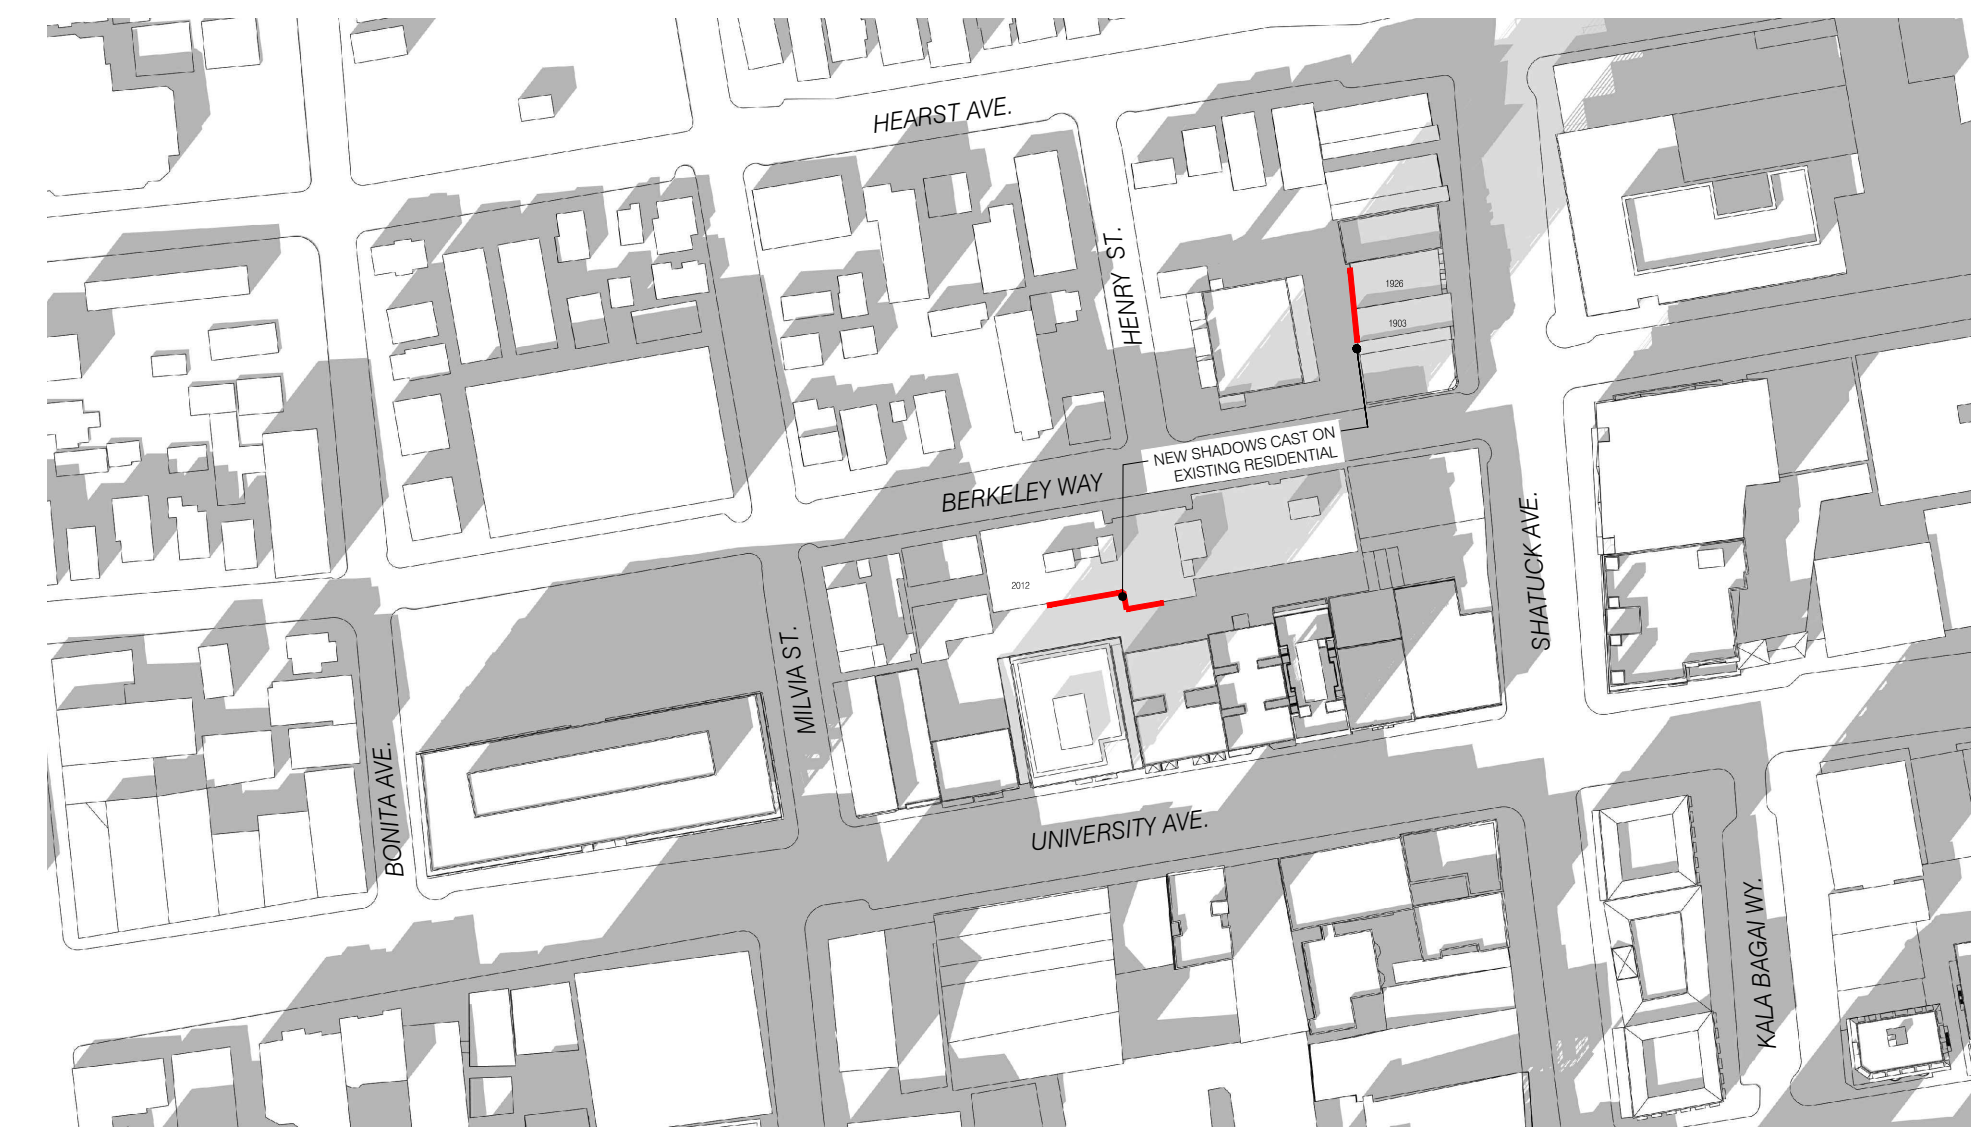 HEARST AVE.
HENRY ST.
1926
1903
NEW SHADOWS CAST ON
EXISTING RESIDENTIAL
BERKELEY WAY
SHATUCK AVE.
2012
MILVIA ST.
BONITA AVE.
UNIVERSITY AVE.
KALA BAGAI WY.